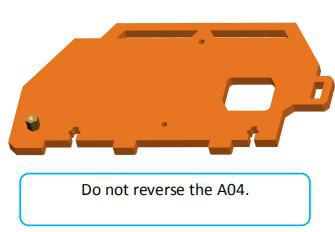 Do not reverse the A04.